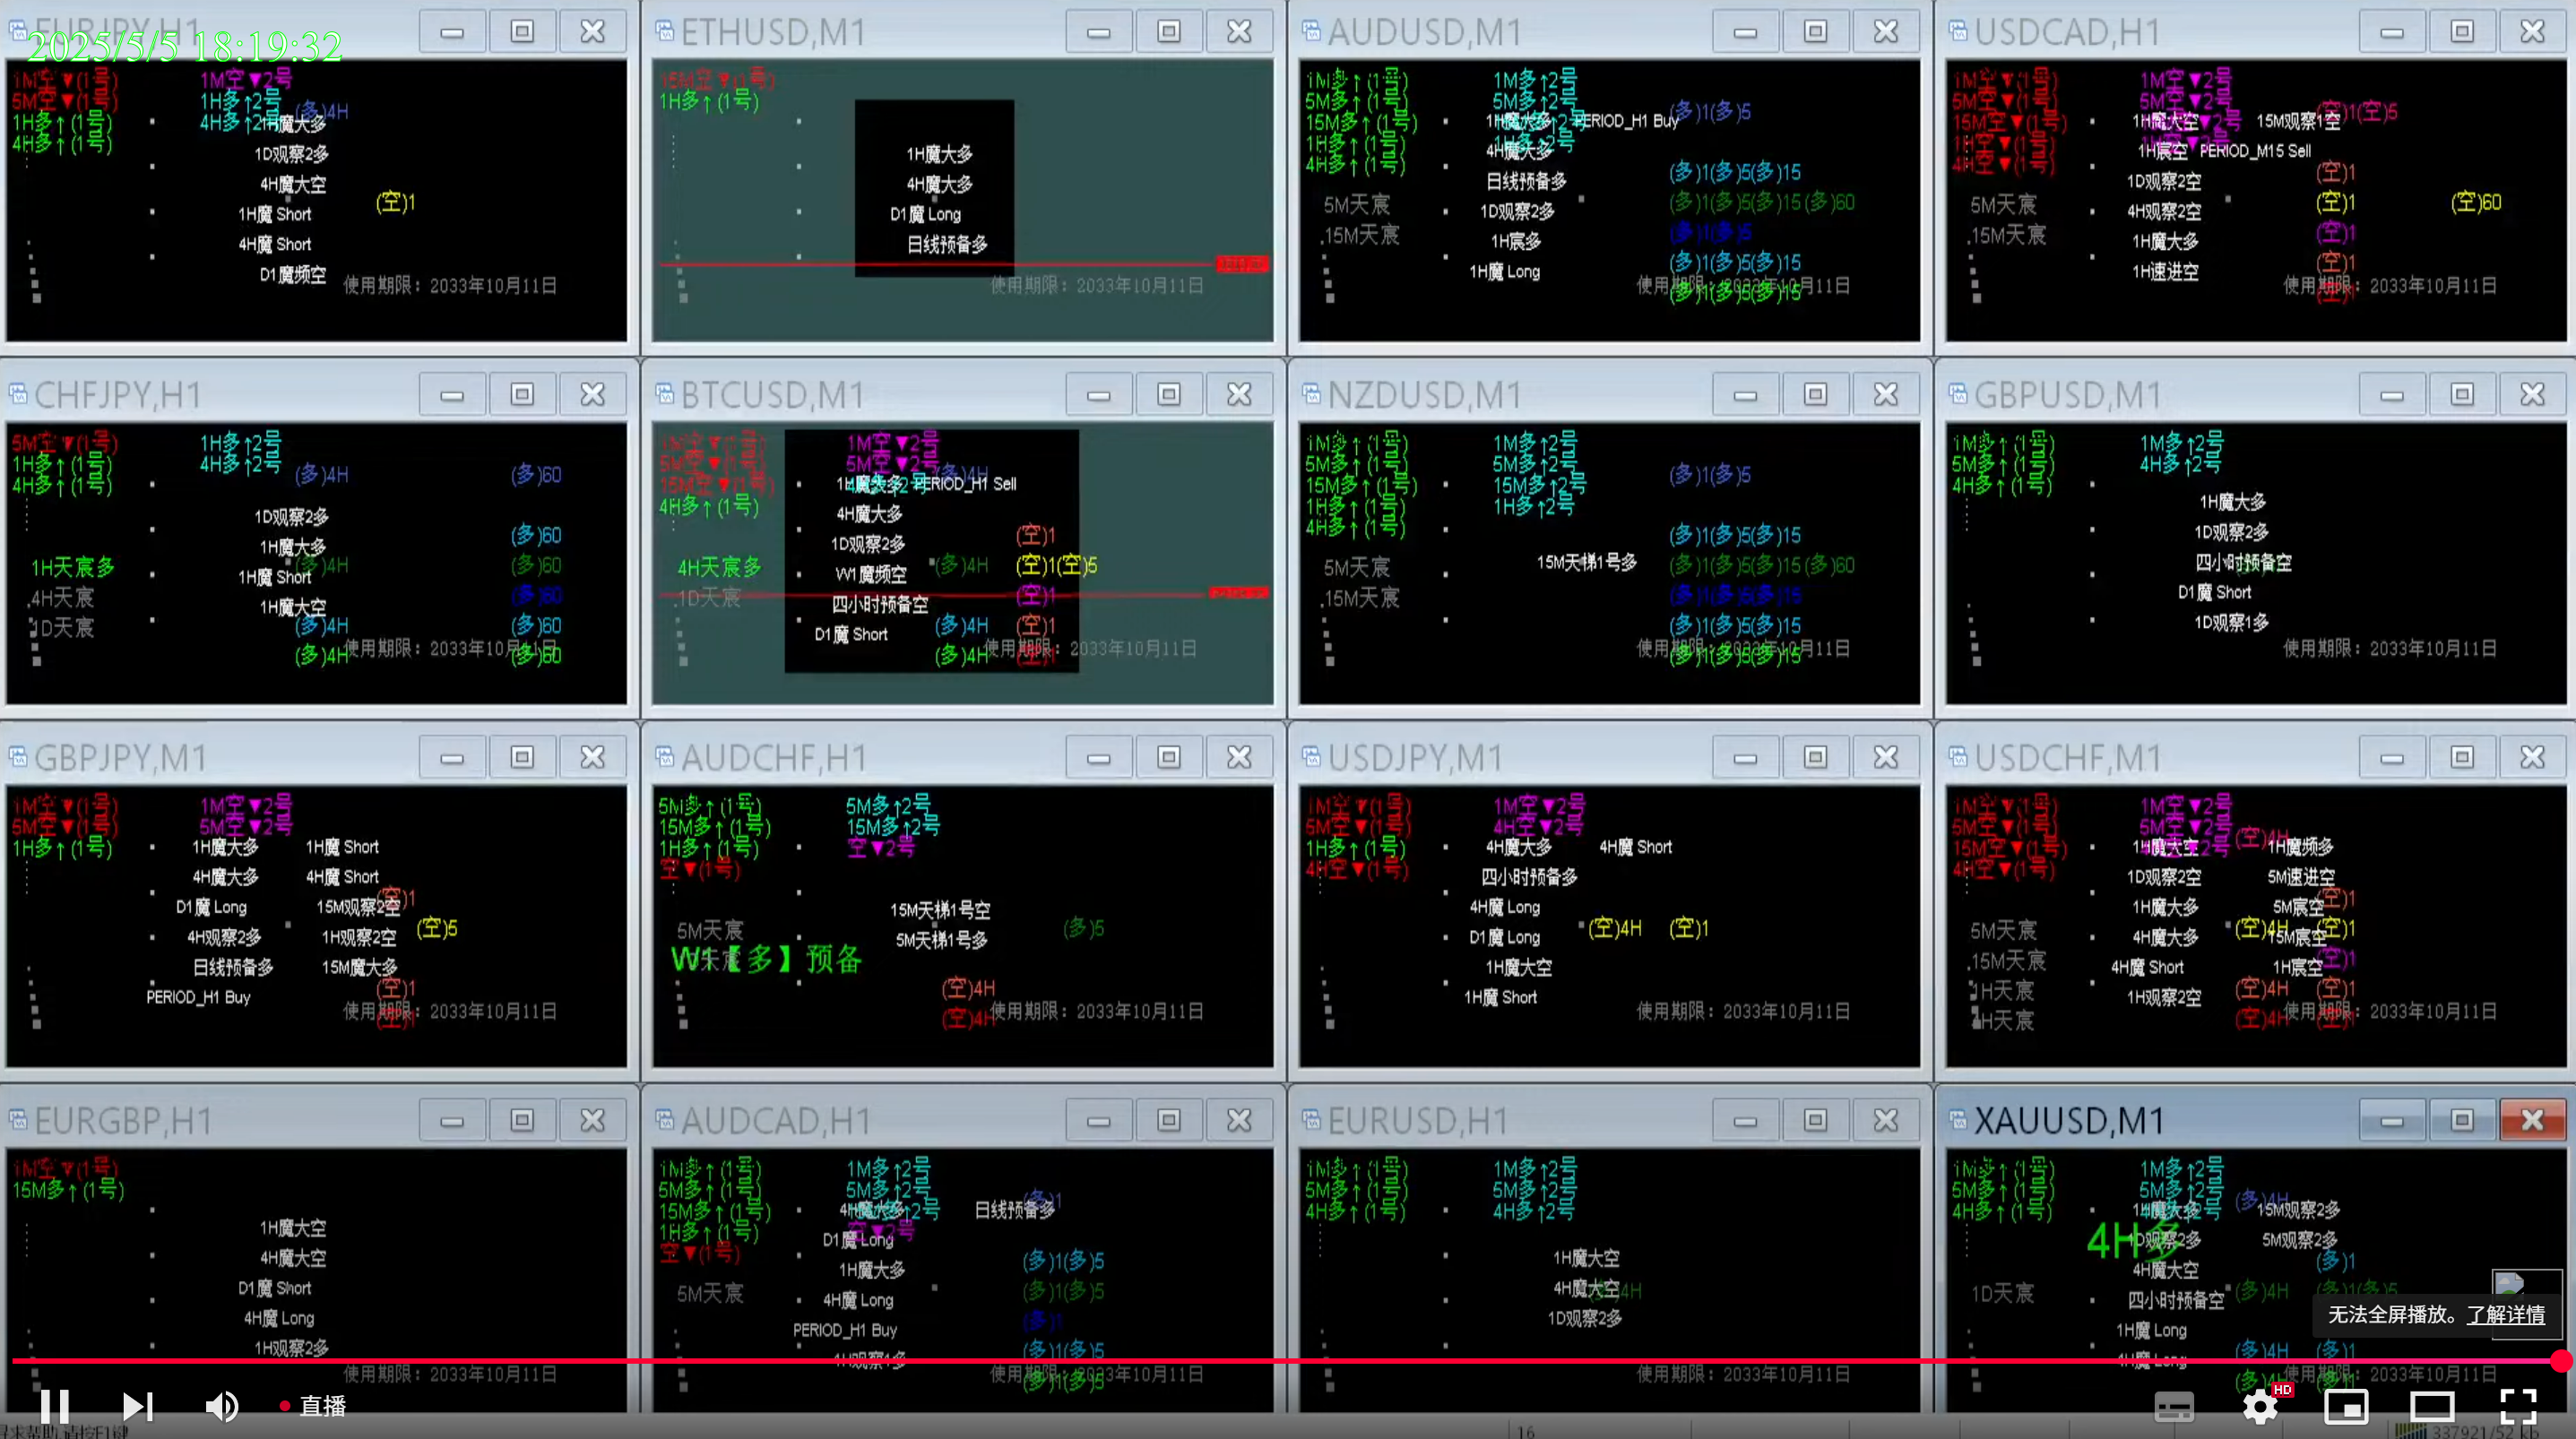 EURJPY,H1
2025/5/5 18:19:32
1M空▼(1号)
5M空▼(1号)
1H多↑(1号)
4H多↑(1号)
1M空▼2号
1H多↑2号
4H多↑2号
(多)4H
1H魔大多
1D观察2多
4H魔大空
(空)1
1H魔 Short
4H魔 Short
D1魔频空
使用期限：2033年10月11日
ETHUSD,M1
15M空▼(1号)
1H多↑(1号)
1H魔大多
4H魔大多
D1魔 Long
日线预备多
使用期限：2033年10月11日
AUDUSD,M1
1M多↑(1号)
5M多↑(1号)
15M多↑(1号)
1H多↑(1号)
4H多↑(1号)
1M多↑2号
5M多↑2号
1H魔大多
PERIOD_H1 Buy
(多)1(多)5
1H多↑2号
4H魔大多
日线预备多
(多)1(多)5(多)15
5M天宸
1D观察2多
(多)1(多)5(多)15(多)60
.15M天宸
1H宸多
(多)1(多)5
1H魔 Long
(多)1(多)5(多)15
(多)1(多)5(多)15
使用期限：2033年10月11日
USDCAD,H1
1M空▼(1号)
5M空▼(1号)
15M空▼(1号)
1H空▼(1号)
4H空▼(1号)
1M空▼2号
5M空▼2号
1H魔大空
15M观察1空
(空)1(空)5
1H宸空
PERIOD_M15 Sell
1D观察2空
(空)1
5M天宸
4H观察2空
(空)1
(空)60
.15M天宸
1H魔大多
(空)1
1H速进空
(空)1
(空)1
使用期限：2033年10月11日
CHFJPY,H1
5M空▼(1号)
1H多↑(1号)
4H多↑(1号)
1H多↑2号
4H多↑2号
(多)4H
(多)60
1D观察2多
(多)60
1H魔大多
1H天宸多
(多)4H
(多)60
1H魔 Short
.4H天宸
(多)60
1H魔大空
1D天宸
(多)4H
(多)60
(多)4H
(多)60
使用期限：2033年10月11日
BTCUSD,M1
1M空▼(1号)
5M空▼(1号)
15M空▼(1号)
4H多↑(1号)
1M空▼2号
5M空▼2号
(多)4H
1H魔大多
PERIOD_H1 Sell
4H魔大多
(空)1
1D观察2多
4H天宸多
W1魔频空
(多)4H
(空)1(空)5
.1D天宸
四小时预备空
(空)1
D1魔 Short
(多)4H
(空)1
(多)4H
(空)1
使用期限：2033年10月11日
NZDUSD,M1
1M多↑(1号)
5M多↑(1号)
15M多↑(1号)
1H多↑(1号)
4H多↑(1号)
1M多↑2号
5M多↑2号
15M多↑2号
1H多↑2号
(多)1(多)5
(多)1(多)5(多)15
5M天宸
15M天梯1号多
(多)1(多)5(多)15(多)60
.15M天宸
(多)1(多)5(多)15
(多)1(多)5(多)15
(多)1(多)5(多)15
使用期限：2033年10月11日
GBPUSD,M1
1M多↑(1号)
5M多↑(1号)
4H多↑(1号)
1M多↑2号
4H多↑2号
1H魔大多
1D观察2多
四小时预备空
D1魔 Short
1D观察1多
使用期限：2033年10月11日
GBPJPY,M1
1M空▼(1号)
5M空▼(1号)
1H多↑(1号)
1M空▼2号
5M空▼2号
1H魔大多
1H魔 Short
4H魔大多
4H魔 Short
(空)1
D1魔 Long
15M观察2空
(空)5
4H观察2多
1H观察2空
日线预备多
15M魔大多
(空)1
PERIOD_H1 Buy
(空)1
使用期限：2033年10月11日
AUDCHF,H1
5M多↑(1号)
15M多↑(1号)
1H多↑(1号)
空▼(1号)
5M多↑2号
15M多↑2号
空▼2号
15M天梯1号空
5M天宸
(多)5
5M天梯1号多
W1【多】预备
(空)4H
(空)4H
使用期限：2033年10月11日
USDJPY,M1
1M空▼(1号)
5M空▼(1号)
1H多↑(1号)
4H空▼(1号)
1M空▼2号
4H空▼2号
4H魔大多
4H魔 Short
四小时预备多
4H魔 Long
(空)4H
(空)1
D1魔 Long
1H魔大空
1H魔 Short
使用期限：2033年10月11日
USDCHF,M1
1M空▼(1号)
5M空▼(1号)
15M空▼(1号)
4H空▼(1号)
1M空▼2号
5M空▼2号
(空)4H
1H魔大空
1H魔频多
1D观察2空
5M速进空
(空)1
1H魔大多
5M宸空
5M天宸
(空)4H
(空)1
4H魔大多
15M宸空
.15M天宸
(空)1
4H魔 Short
1H宸空
1H天宸
(空)4H
(空)1
1H观察2空
4H天宸
(空)4H
(空)1
使用期限：2033年10月11日
EURGBP,H1
1M空▼(1号)
15M多↑(1号)
1H魔大空
4H魔大空
D1魔 Short
4H魔 Long
1H观察2多
使用期限：2033年10月11日
AUDCAD,H1
1M多↑(1号)
5M多↑(1号)
15M多↑(1号)
1H多↑(1号)
空▼(1号)
1M多↑2号
5M多↑2号
(多)1
4H魔大多
日线预备多
空▼2号
D1魔 Long
(多)1(多)5
1H魔大多
5M天宸
(多)1(多)5
4H魔 Long
(多)1
PERIOD_H1 Buy
(多)1(多)5
1H观察1多
(多)1(多)5
使用期限：2033年10月11日
EURUSD,H1
1M多↑(1号)
5M多↑(1号)
4H多↑(1号)
1M多↑2号
5M多↑2号
4H多↑2号
1H魔大空
4H魔大空
1D观察2多
使用期限：2033年10月11日
XAUUSD,M1
1M多↑(1号)
5M多↑(1号)
4H多↑(1号)
1M多↑2号
5M多↑2号
(多)4H
1H魔大多
15M观察2多
4H多
1D观察2多
5M观察2多
(多)1
4H魔大空
1D天宸
(多)4H
(多)1(多)5
四小时预备空
无法全屏播放。了解详情
1H魔 Long
(多)4H
(多)1
4H魔 Long
使用期限：2033年10月11日
直播
HD
16
337921/52 kb